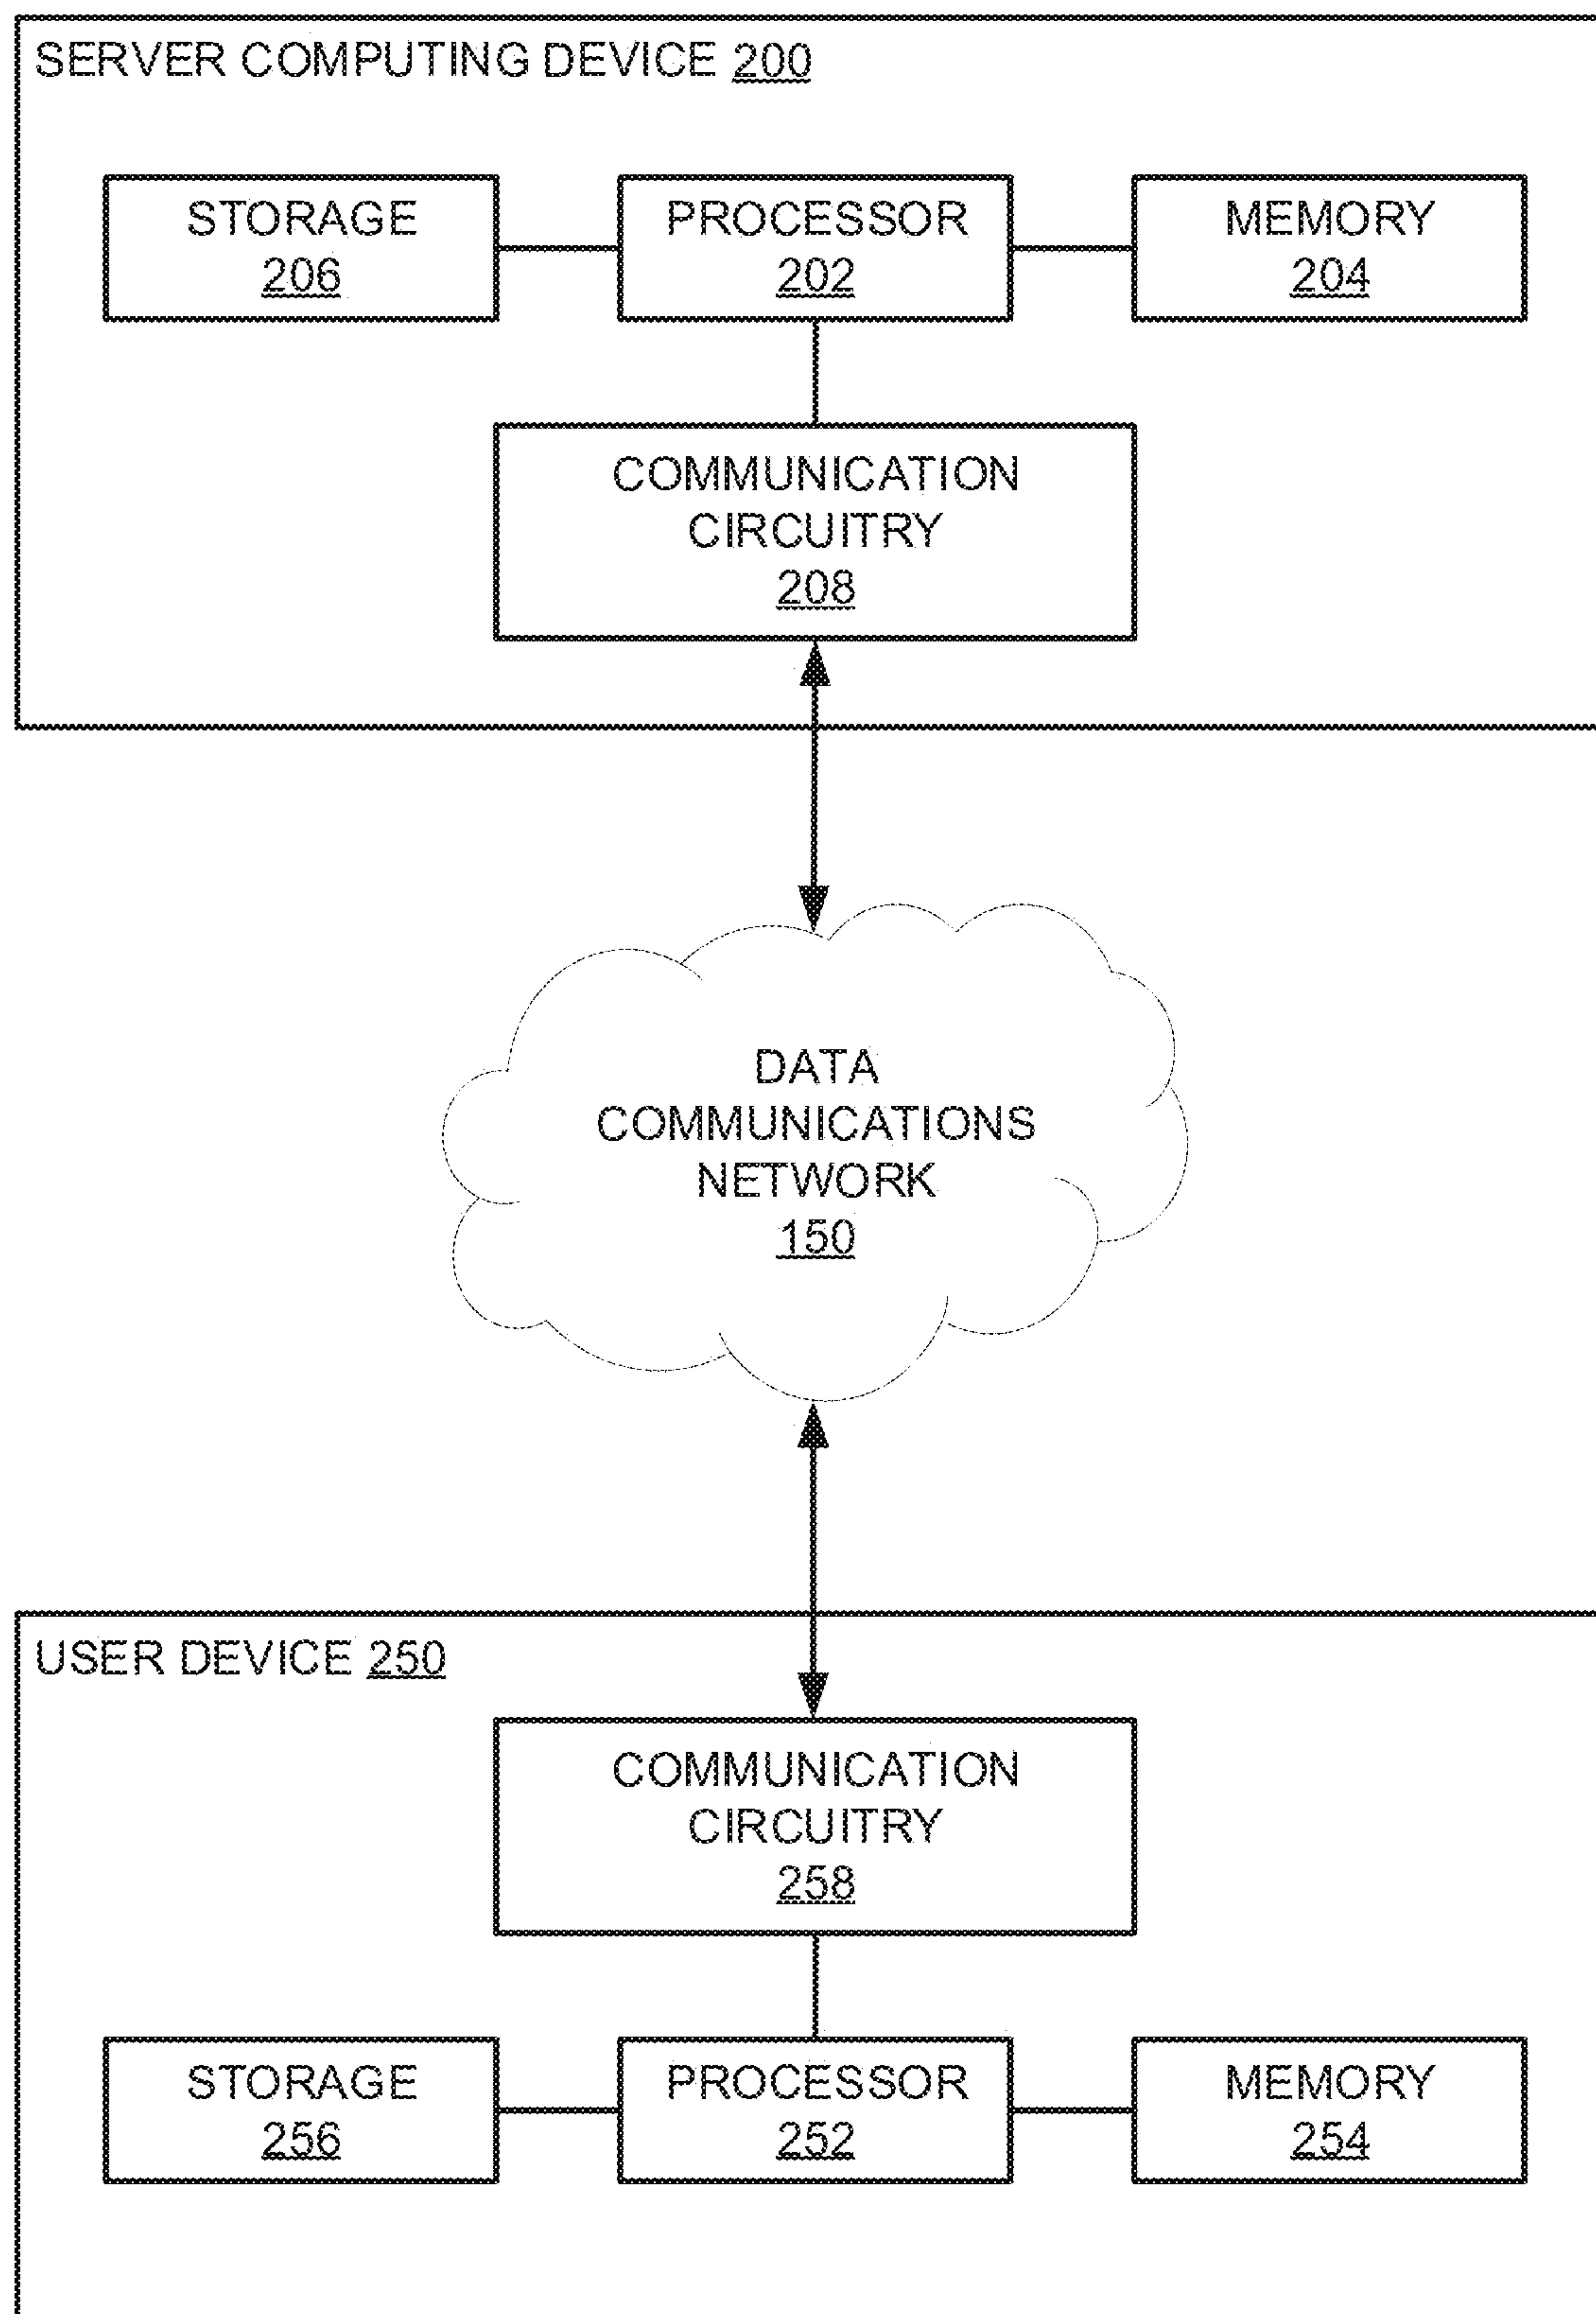 SERVER COMPUTING DEVICE 200
STORAGE
206
PROCESSOR
202
MEMORY
204
COMMUNICATION
CIRCUITRY
208
DATA
COMMUNICATIONS
NETWORK
150
USER DEVICE 250
COMMUNICATION
CIRCUITRY
258
STORAGE
256
PROCESSOR
252
MEMORY
254